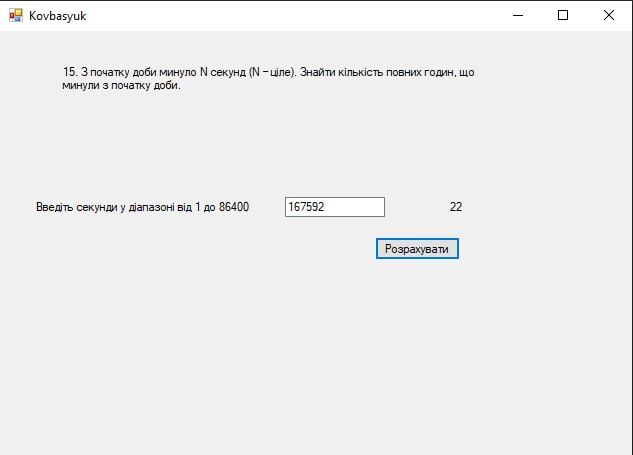 Kovbasyuk
15. З початку доби минуло N секунд (N – ціле). Знайти кількість повних годин, що
минули з початку доби.
Введіть секунди у діапазоні від 1 до 86400
167592
22
Розрахувати